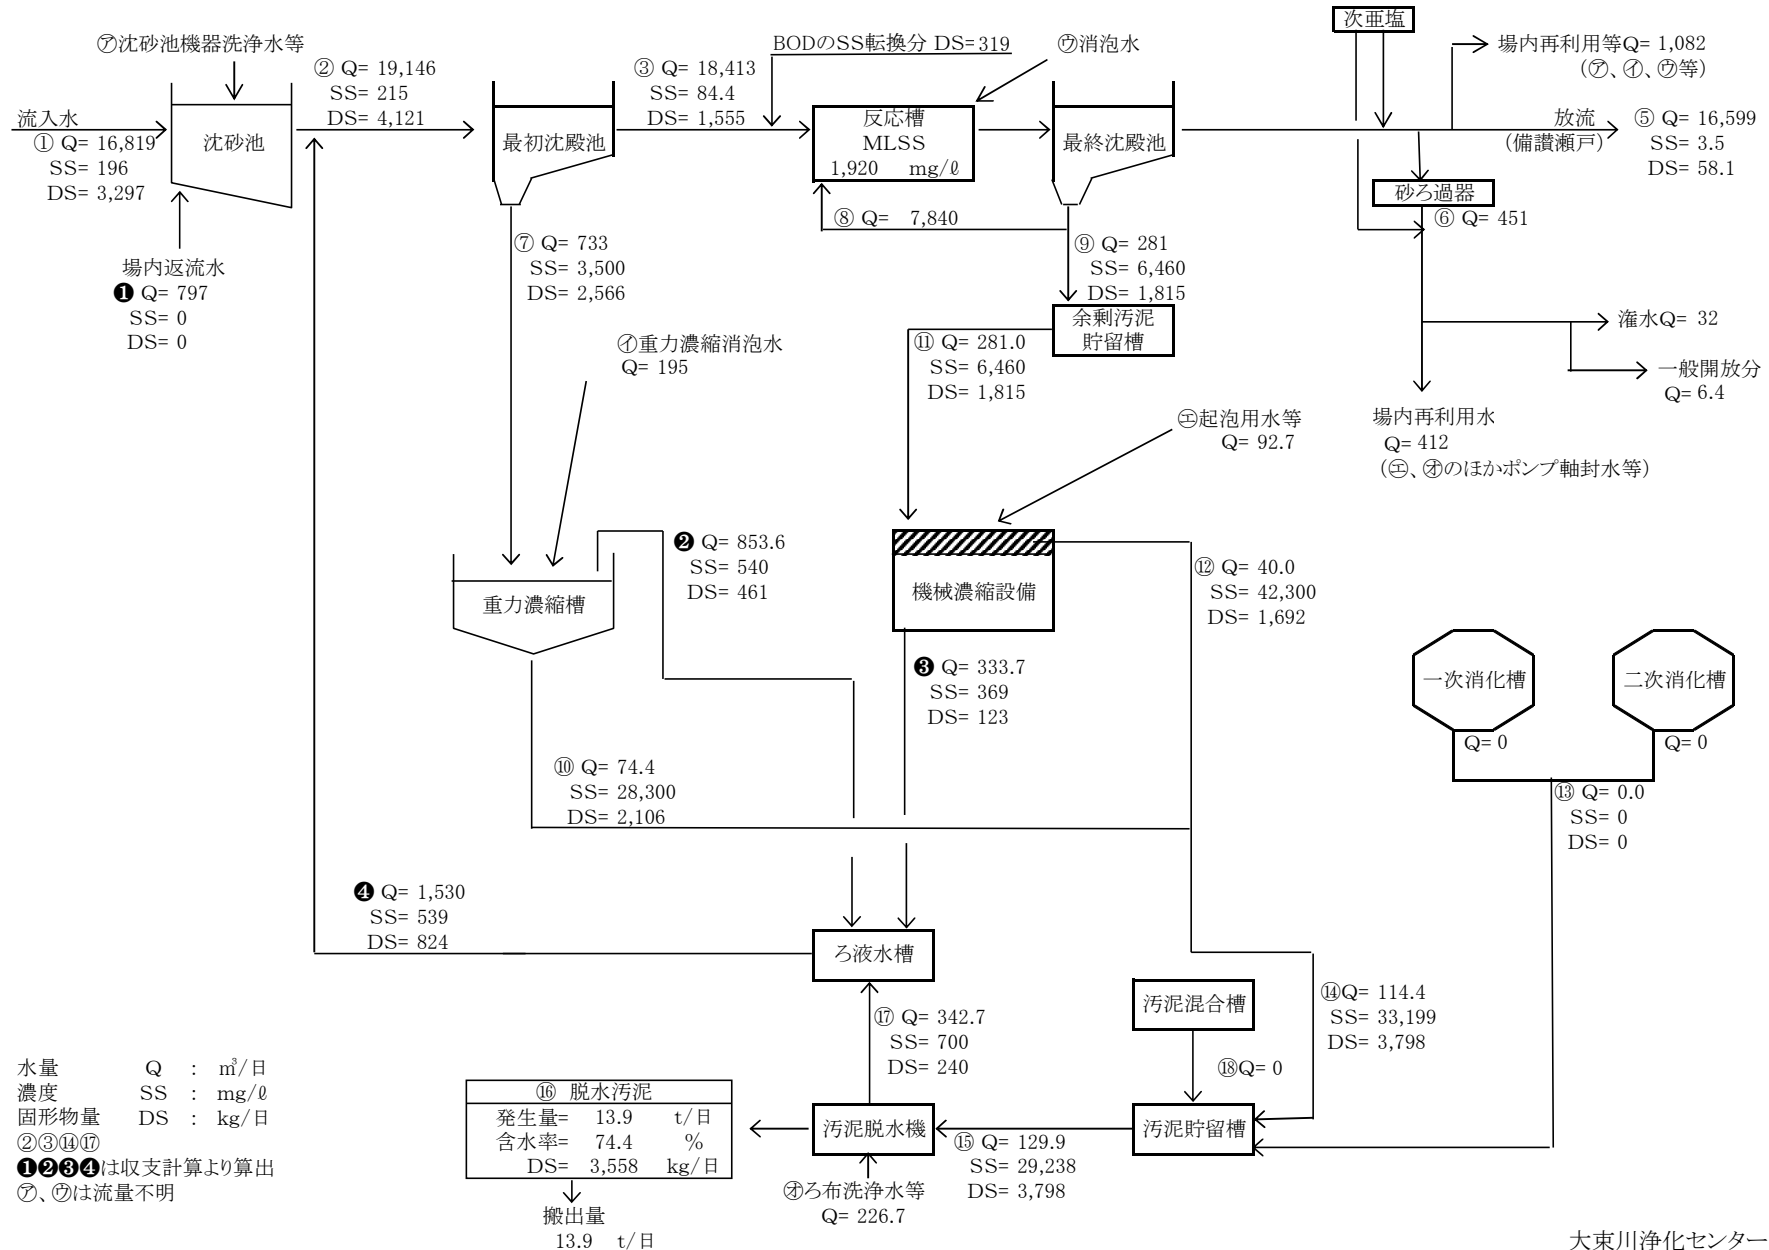 次亜塩
㋐沈砂池機器洗浄水等
BODのSS転換分 DS=319
㋒消泡水
場内再利用等Q= 1,082
(㋐、㋑、㋒等)
② Q= 19,146
SS= 215
DS= 4,121
③ Q= 18,413
SS= 84.4
DS= 1,555
流入水
① Q= 16,819
SS= 196
DS= 3,297
沈砂池
最初沈殿池
反応槽
MLSS
1,920 mg/ℓ
最終沈殿池
放流
(備讃瀬戸)
⑤ Q= 16,599
SS= 3.5
DS= 58.1
砂ろ過器
⑥ Q= 451
⑧ Q= 7,840
⑦ Q= 733
SS= 3,500
DS= 2,566
⑨ Q= 281
SS= 6,460
DS= 1,815
場内返流水
❶ Q= 797
SS= 0
DS= 0
余剰汚泥
貯留槽
潅水Q= 32
㋑重力濃縮消泡水
Q= 195
⑪ Q= 281.0
SS= 6,460
DS= 1,815
一般開放分
Q= 6.4
㋓起泡用水等
Q= 92.7
場内再利用水
Q= 412
(㋓、㋔のほかポンプ軸封水等)
❷ Q= 853.6
SS= 540
DS= 461
重力濃縮槽
機械濃縮設備
⑫ Q= 40.0
SS= 42,300
DS= 1,692
❸ Q= 333.7
SS= 369
DS= 123
一次消化槽
二次消化槽
Q= 0
Q= 0
⑩ Q= 74.4
SS= 28,300
DS= 2,106
⑬ Q= 0.0
SS= 0
DS= 0
❹ Q= 1,530
SS= 539
DS= 824
ろ液水槽
汚泥混合槽
⑭Q= 114.4
SS= 33,199
DS= 3,798
⑰ Q= 342.7
SS= 700
DS= 240
⑱Q= 0
水量 Q : ㎥/日
濃度 SS : mg/ℓ
固形物量 DS : kg/日
②③⑭⑰
❶❷❸❹は収支計算より算出
㋐、㋒は流量不明
⑯ 脱水汚泥
発生量= 13.9 t/日
含水率= 74.4 %
DS= 3,558 kg/日
搬出量
13.9 t/日
汚泥脱水機
⑮ Q= 129.9
SS= 29,238
DS= 3,798
汚泥貯留槽
㋔ろ布洗浄水等
Q= 226.7
大束川浄化センター